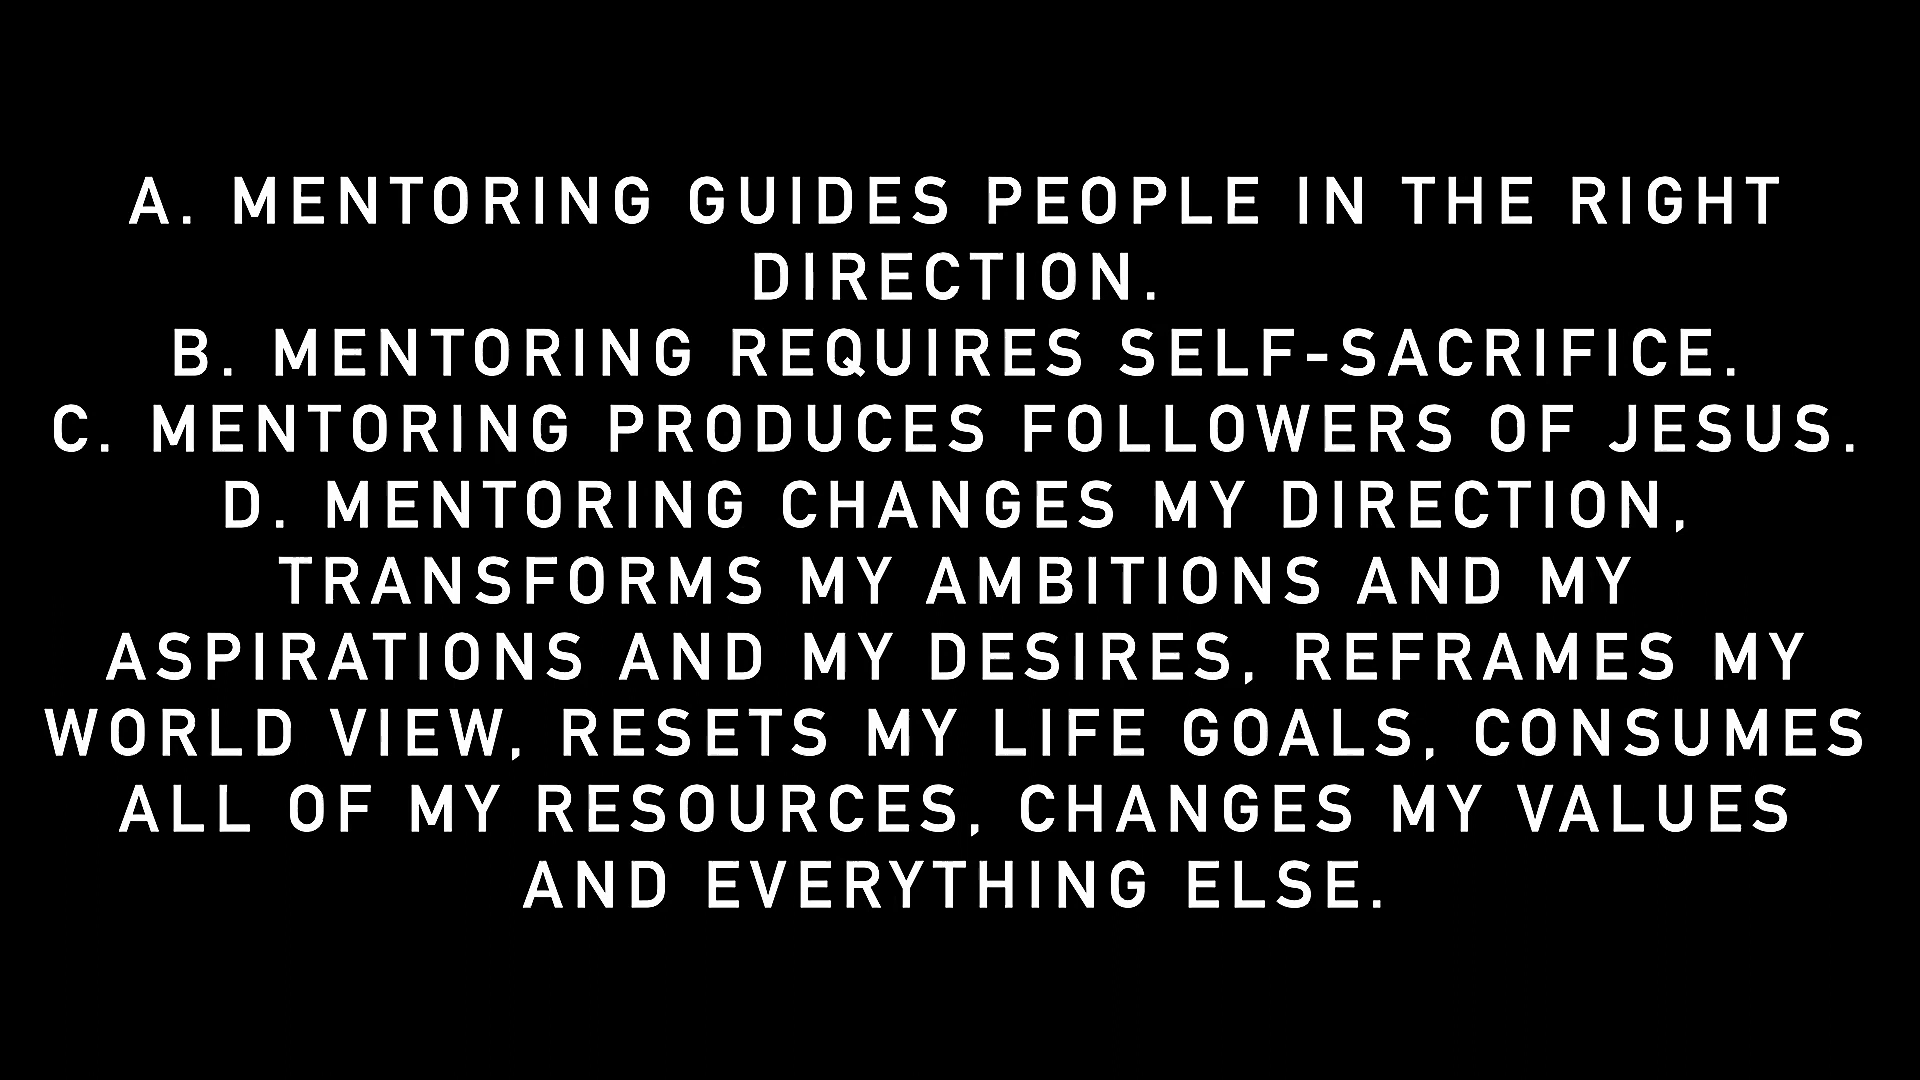 A. MENTORING GUIDES PEOPLE IN THE RIGHT
DIRECTION.
B. MENTORING REQUIRES SELF-SACRIFICE.
C. MENTORING PRODUCES FOLLOWERS OF JESUS.
D. MENTORING CHANGES MY DIRECTION,
TRANSFORMS MY AMBITIONS AND MY
ASPIRATIONS AND MY DESIRES, REFRAMES MY
WORLD VIEW, RESETS MY LIFE GOALS, CONSUMES
ALL OF MY RESOURCES, CHANGES MY VALUES
AND EVERYTHING ELSE.